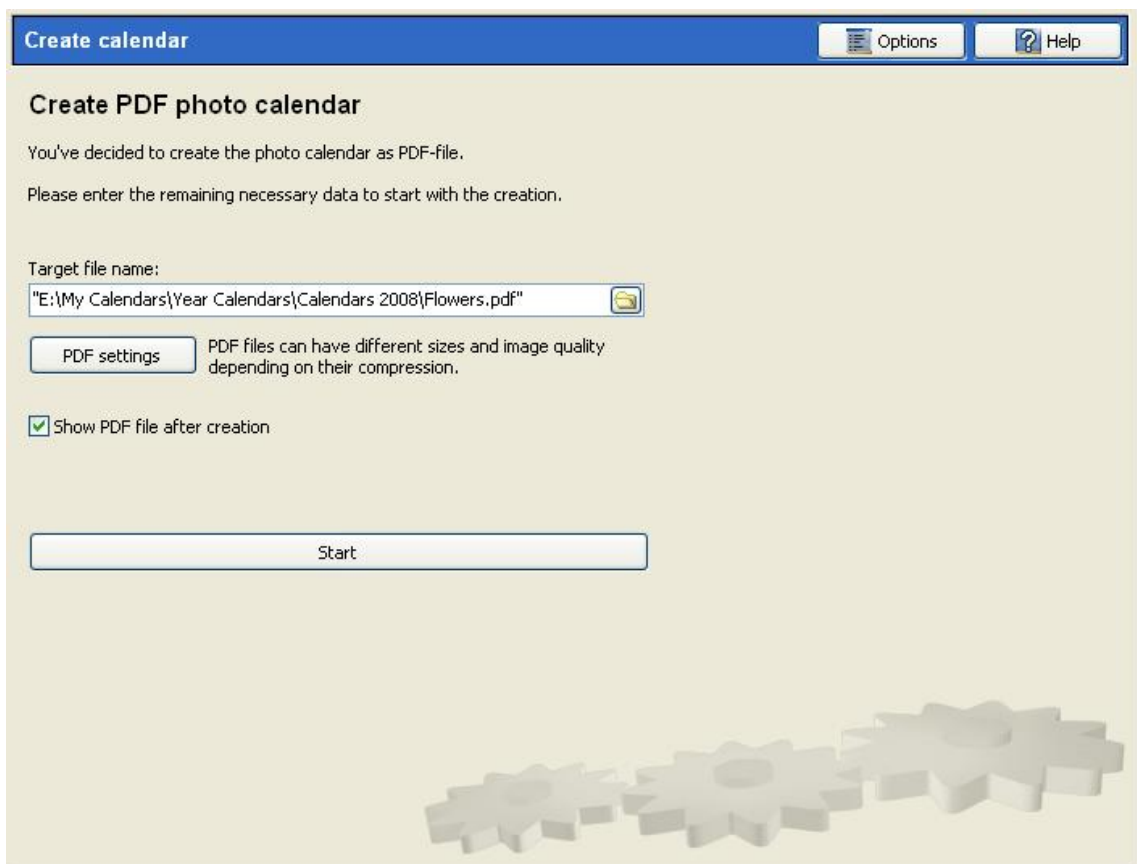 Create calendar
Options
Help
Create PDF photo calendar
You've decided to create the photo calendar as PDF-file.
Please enter the remaining necessary data to start with the creation.
Target file name:
"E:\My Calendars\Year Calendars\Calendars 2008\Flowers.pdf"
PDF settings
PDF files can have different sizes and image quality
depending on their compression.
Show PDF file after creation
Start